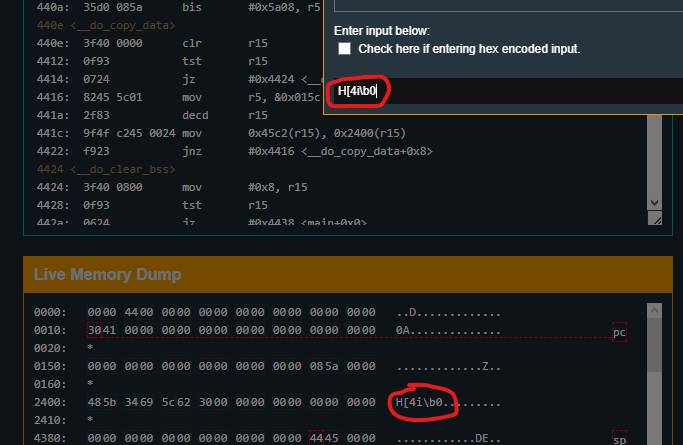 440a: 35d0 085a bis #0x5a08, r5
440e <__do_copy_data>
440e: 3f40 0000 clr r15
4412: 0f93 tst r15
4414: 0724 jz #0x4424 <__d
4416: 8245 5c01 mov r5, &0x015c
441a: 2f83 decd r15
441c: 9f4f c245 0024 mov 0x45c2(r15), 0x2400(r15)
4422: f923 jnz #0x4416 <__do_copy_data+0x8>
4424 <__do_clear_bss>
4424: 3f40 0800 mov #0x8, r15
4428: 0f93 tst r15
442a: 0624 jz #0x4438 <main+0x0>
Enter input below:
Check here if entering hex encoded input.
H[4i\b0
Live Memory Dump
0000: 0000 4400 0000 0000 0000 0000 0000 0000 ..D.............
0010: 3041 0000 0000 0000 0000 0000 0000 0000 0A..............
0020: *
0150: 0000 0000 0000 0000 0000 0000 085a 0000 .............Z..
0160: *
2400: 485b 3469 5c62 3000 0000 0000 0000 0000 H[4i\b0.........
2410: *
4380: 0000 0000 0000 0000 0000 0000 4445 0000 ............DE..
pc
sp